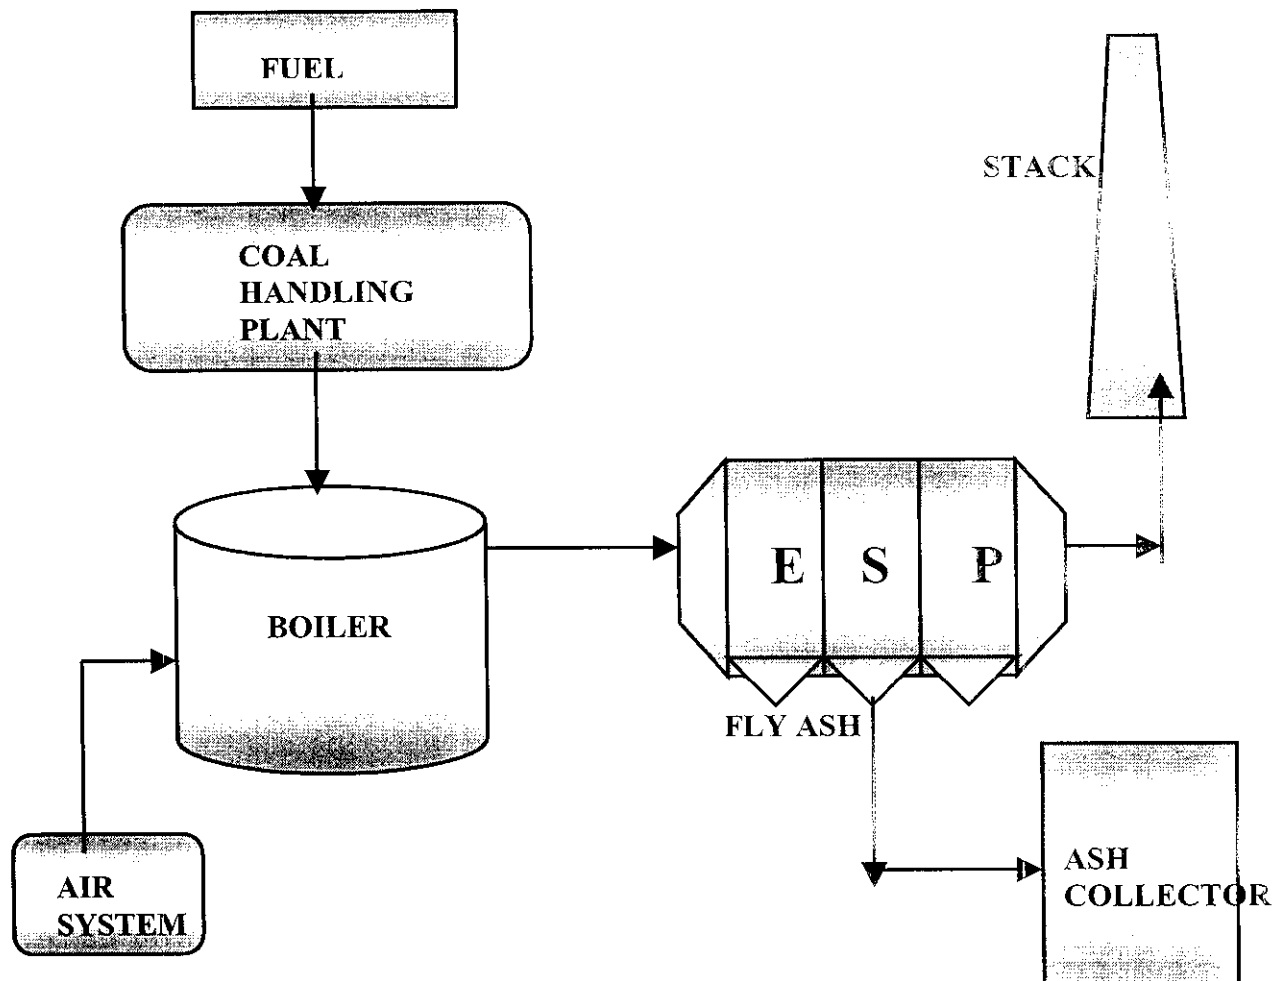 FUEL
STACK
COAL
HANDLING
PLANT
E S P
BOILER
FLY ASH
ASH
COLLECTOR
AIR
SYSTEM